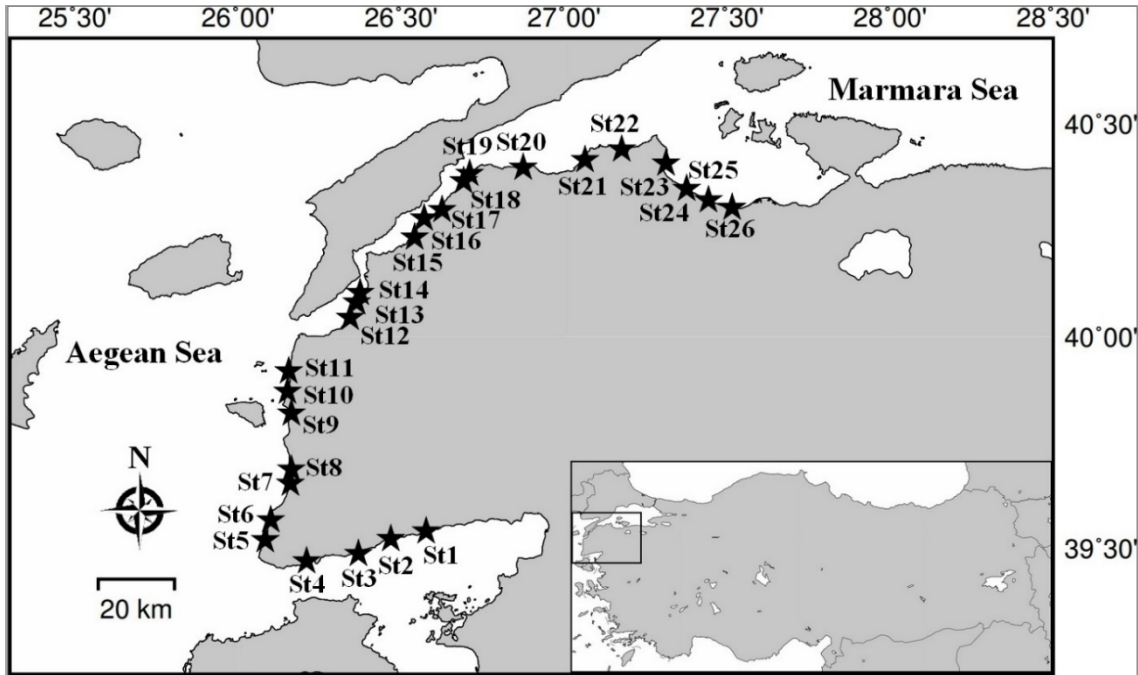 25˚30' 26˚00' 26˚30' 27˚00' 27˚30' 28˚00' 28˚30'
Marmara Sea
40˚30'
St22
St20
St19
St21
St23
St25
St18
St24
St26
St17
St16
St15
St14
St13
St12
40˚00'
Aegean Sea
St11
St10
St9
N
St8
St7
St6
St5
St4
St3
St2
St1
39˚30'
20 km